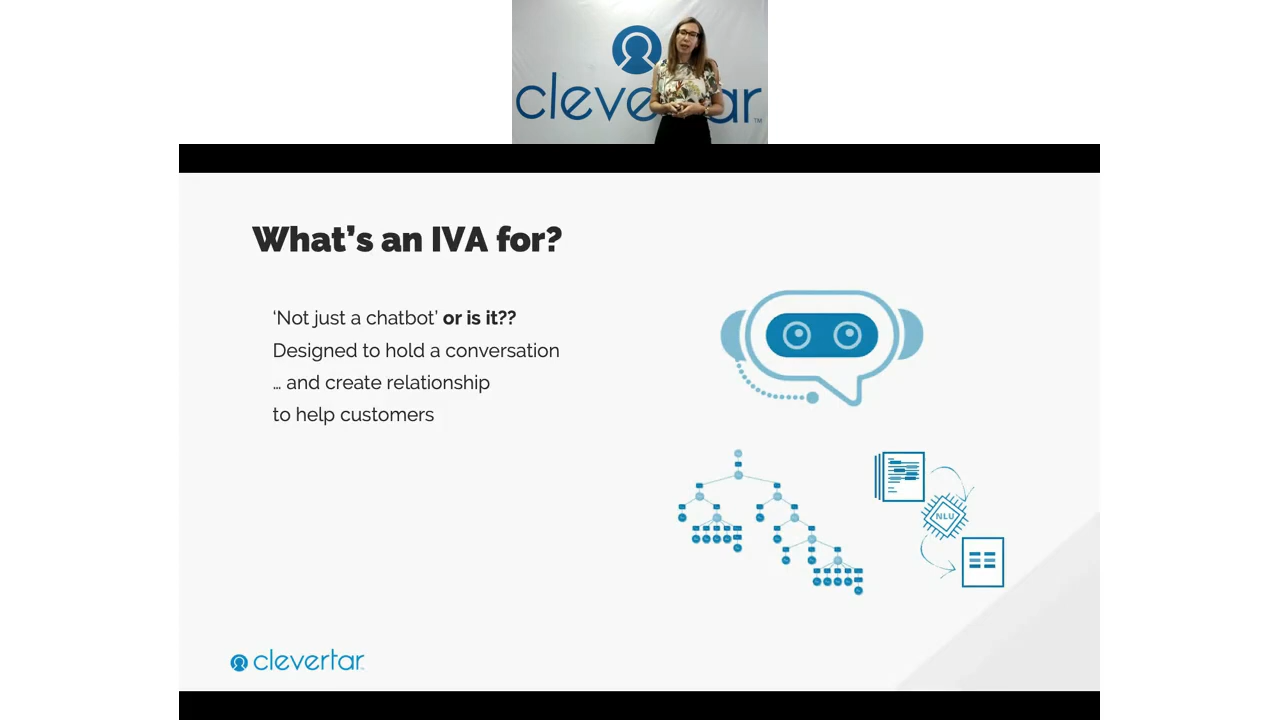 clevertar
TM
What's an IVA for?
‘Not just a chatbot’ or is it??
Designed to hold a conversation
… and create relationship
to help customers
NLU
clevertar